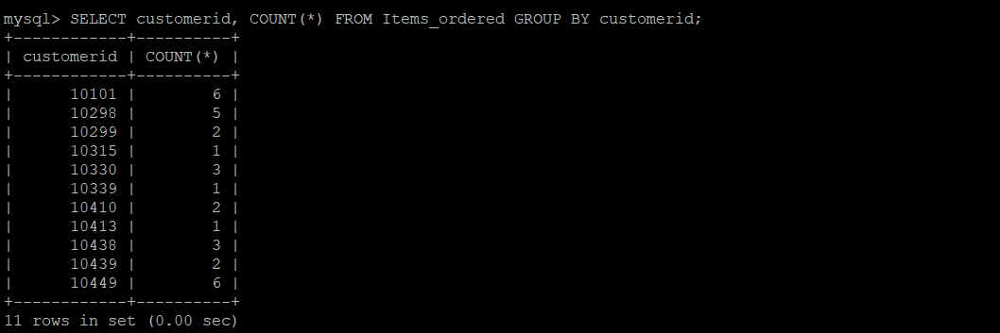 mysql> SELECT customerid, COUNT(*) FROM Items_ordered GROUP BY customerid;
+------------+----------+
| customerid | COUNT(*) |
+------------+----------+
|      10101 |        6 |
|      10298 |        5 |
|      10299 |        2 |
|      10315 |        1 |
|      10330 |        3 |
|      10339 |        1 |
|      10410 |        2 |
|      10413 |        1 |
|      10438 |        3 |
|      10439 |        2 |
|      10449 |        6 |
+------------+----------+
11 rows in set (0.00 sec)